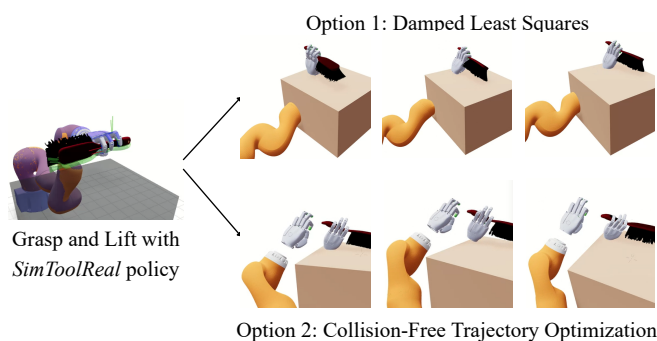 Option 1: Damped Least Squares
Grasp and Lift with
SimToolReal policy
Option 2: Collision-Free Trajectory Optimization